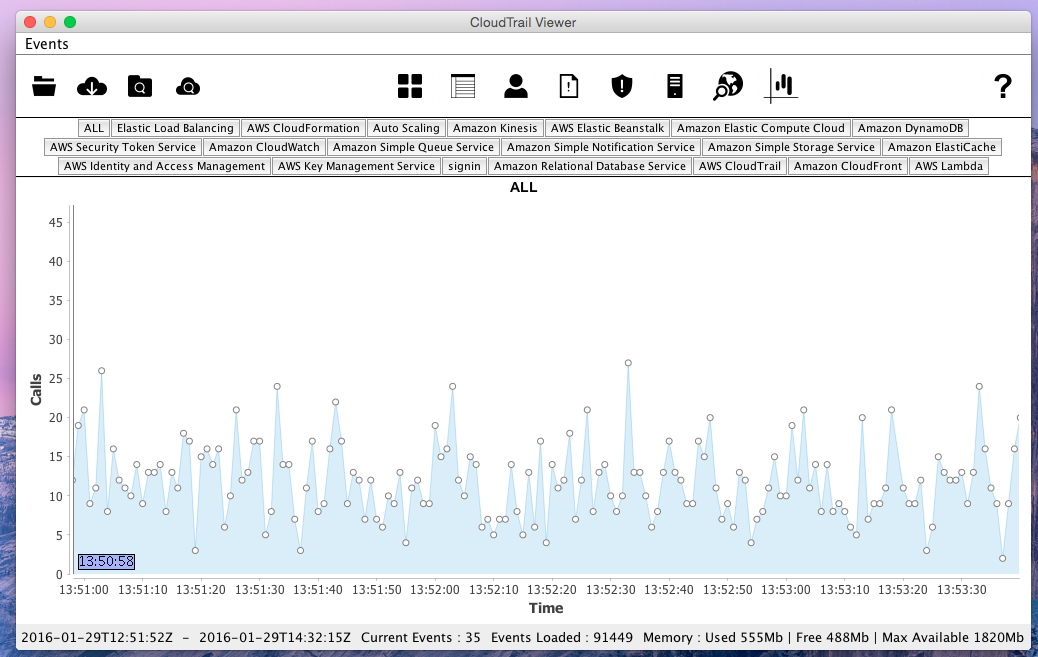 CloudTrail Viewer
Events
?
ALL Elastic Load Balancing AWS CloudFormation Auto Scaling Amazon Kinesis AWS Elastic Beanstalk Amazon Elastic Compute Cloud Amazon DynamoDB
AWS Security Token Service Amazon CloudWatch Amazon Simple Queue Service Amazon Simple Notification Service Amazon Simple Storage Service Amazon ElastiCache
AWS Identity and Access Management AWS Key Management Service signin Amazon Relational Database Service AWS CloudTrail Amazon CloudFront AWS Lambda
ALL
45
40
35
30
25
20
15
10
5
0
Calls
13:50:58
13:51:00 13:51:10 13:51:20 13:51:30 13:51:40 13:51:50 13:52:00 13:52:10 13:52:20 13:52:30 13:52:40 13:52:50 13:53:00 13:53:10 13:53:20 13:53:30
Time
2016-01-29T12:51:52Z - 2016-01-29T14:32:15Z Current Events : 35 Events Loaded : 91449 Memory : Used 555Mb | Free 488Mb | Max Available 1820Mb